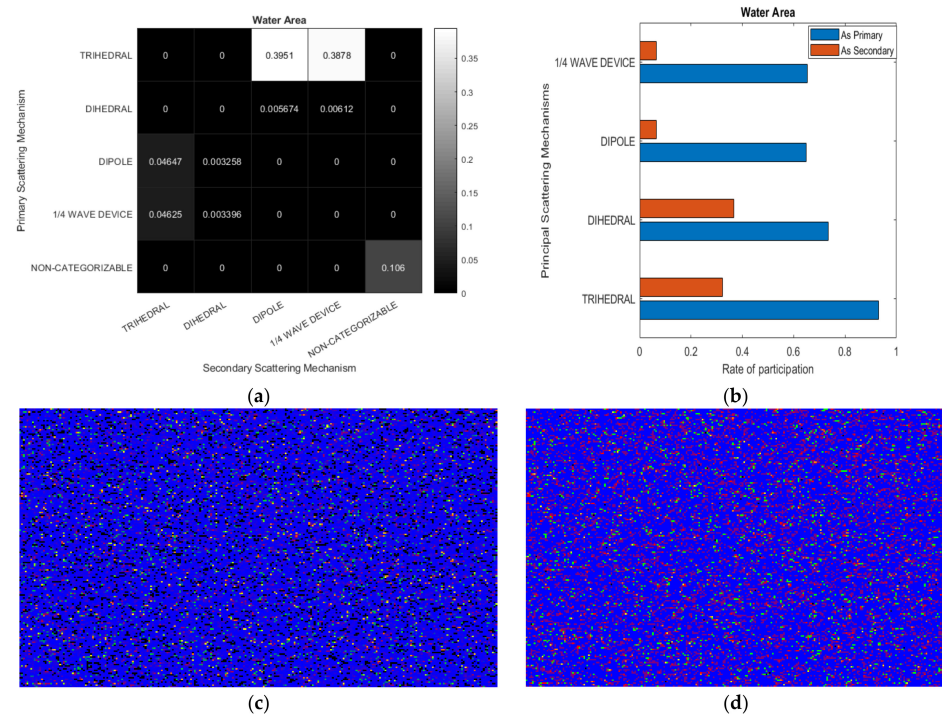 Water Area
Primary Scattering Mechanism
TRIHEDRAL 0 0 0.3951 0.3878 0
DIHEDRAL 0 0 0.005674 0.00612 0
DIPOLE 0.04647 0.003258 0 0 0
1/4 WAVE DEVICE 0.04625 0.003396 0 0 0
NON-CATEGORIZABLE 0 0 0 0 0.106
TRIHEDRAL DIHEDRAL DIPOLE 1/4 WAVE DEVICE NON-CATEGORIZABLE
Secondary Scattering Mechanism
0.35
0.3
0.25
0.2
0.15
0.1
0.05
0
(a)
Water Area
As Primary
As Secondary
Principal Scattering Mechanisms
1/4 WAVE DEVICE
DIPOLE
DIHEDRAL
TRIHEDRAL
0 0.2 0.4 0.6 0.8 1
Rate of participation
(b)
(c)
(d)